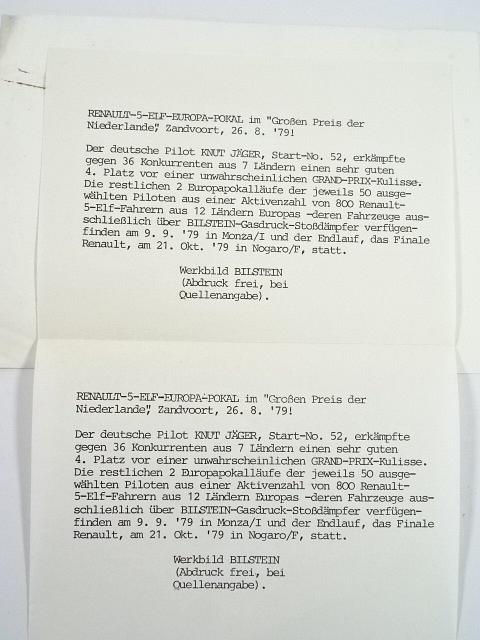 RENAULT-5-ELF-EUROPA-POKAL im "Großen Preis der
Niederlande", Zandvoort, 26. 8. '79!
Der deutsche Pilot KNUT JÄGER, Start-No. 52, erkämpfte
gegen 36 Konkurrenten aus 7 Ländern einen sehr guten
4. Platz vor einer unwahrscheinlichen GRAND-PRIX-Kulisse.
Die restlichen 2 Europapokalläufe der jeweils 50 ausge-
wählten Piloten aus einer Aktivenzahl von 800 Renault-
5-Elf-Fahrern aus 12 Ländern Europas -deren Fahrzeuge aus-
schließlich über BILSTEIN-Gasdruck-Stoßdämpfer verfügen-
finden am 9. 9. '79 in Monza/I und der Endlauf, das Finale
Renault, am 21. Okt. '79 in Nogaro/F, statt.
Werkbild BILSTEIN
(Abdruck frei, bei
Quellenangabe).
RENAULT-5-ELF-EUROPA-POKAL im "Großen Preis der
Niederlande", Zandvoort, 26. 8. '79!
Der deutsche Pilot KNUT JÄGER, Start-No. 52, erkämpfte
gegen 36 Konkurrenten aus 7 Ländern einen sehr guten
4. Platz vor einer unwahrscheinlichen GRAND-PRIX-Kulisse.
Die restlichen 2 Europapokalläufe der jeweils 50 ausge-
wählten Piloten aus einer Aktivenzahl von 800 Renault-
5-Elf-Fahrern aus 12 Ländern Europas -deren Fahrzeuge aus-
schließlich über BILSTEIN-Gasdruck-Stoßdämpfer verfügen-
finden am 9. 9. '79 in Monza/I und der Endlauf, das Finale
Renault, am 21. Okt. '79 in Nogaro/F, statt.
Werkbild BILSTEIN
(Abdruck frei, bei
Quellenangabe).